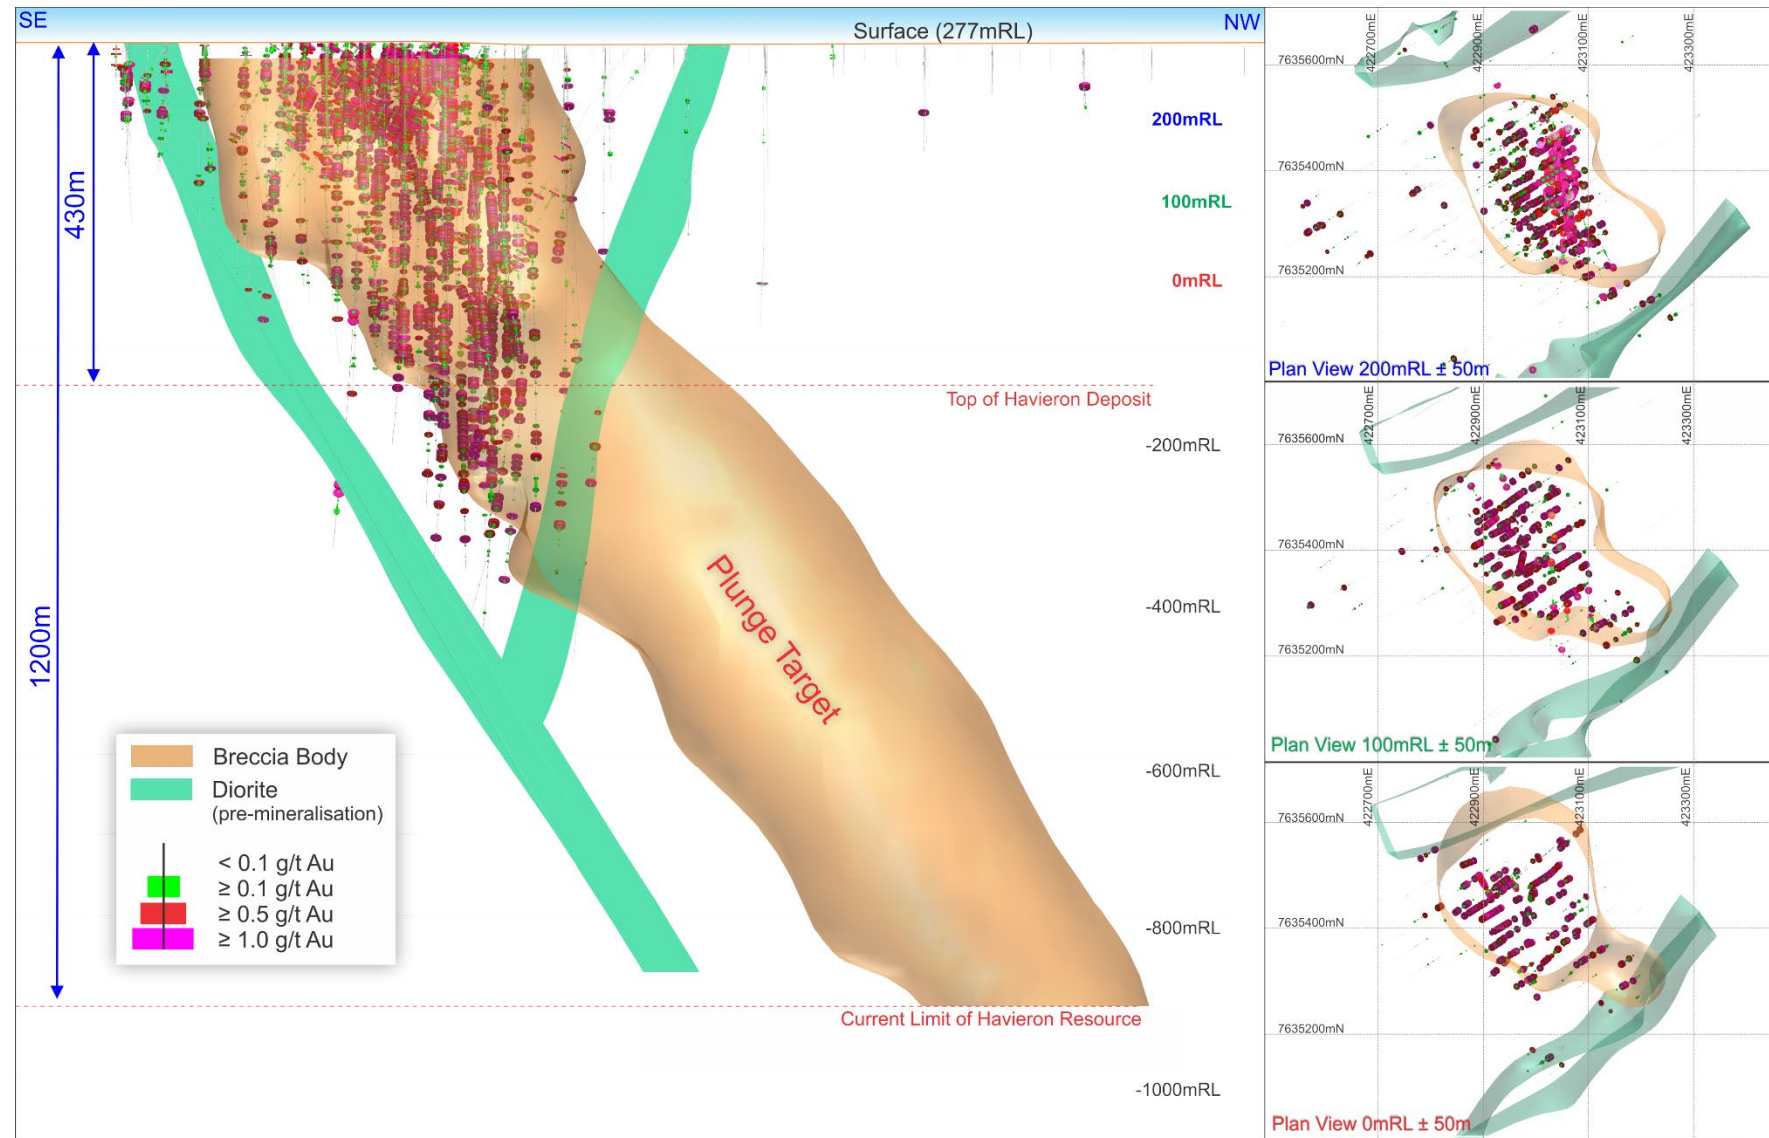 SE
NW
Surface (277mRL)
200mRL
100mRL
0mRL
430m
1200m
Top of Havieron Deposit
-200mRL
-400mRL
Plunge Target
-600mRL
-800mRL
Current Limit of Havieron Resource
-1000mRL
Breccia Body
Diorite
(pre-mineralisation)
< 0.1 g/t Au
≥ 0.1 g/t Au
≥ 0.5 g/t Au
≥ 1.0 g/t Au
422700mE
422900mE
423100mE
423300mE
7635600mN
7635400mN
7635200mN
Plan View 200mRL ± 50m
422700mE
422900mE
423100mE
423300mE
7635600mN
7635400mN
7635200mN
Plan View 100mRL ± 50m
422700mE
422900mE
423100mE
423300mE
7635600mN
7635400mN
7635200mN
Plan View 0mRL ± 50m